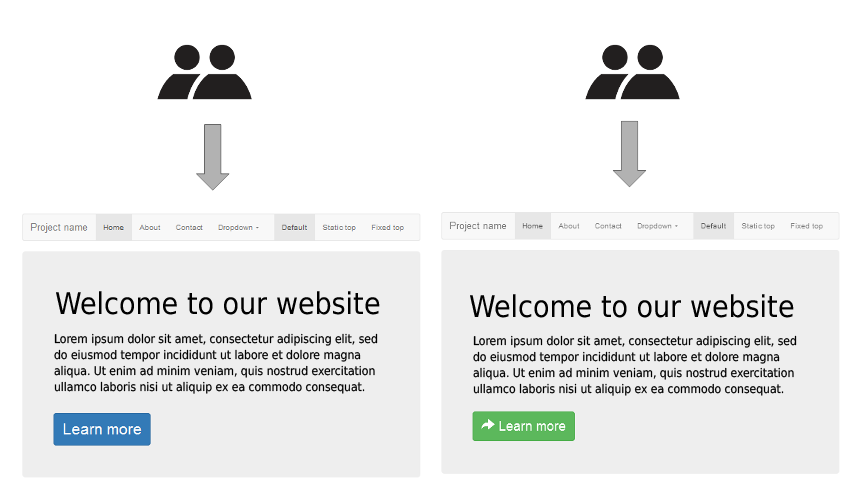 Project name Home About Contact Dropdown Default Static top Fixed top
Welcome to our website
Lorem ipsum dolor sit amet, consectetur adipiscing elit, sed
do eiusmod tempor incididunt ut labore et dolore magna
aliqua. Ut enim ad minim veniam, quis nostrud exercitation
ullamco laboris nisi ut aliquip ex ea commodo consequat.
Learn more
Project name Home About Contact Dropdown Default Static top Fixed top
Welcome to our website
Lorem ipsum dolor sit amet, consectetur adipiscing elit, sed
do eiusmod tempor incididunt ut labore et dolore magna
aliqua. Ut enim ad minim veniam, quis nostrud exercitation
ullamco laboris nisi ut aliquip ex ea commodo consequat.
Learn more